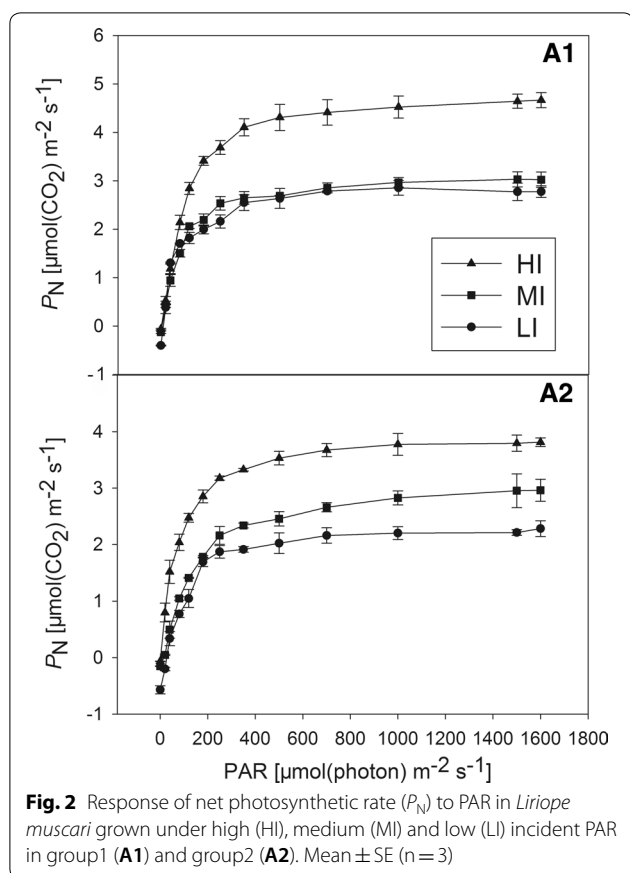 A1
6
5
4
3
2
1
0
-1
P_N [µmol(CO₂) m⁻² s⁻¹]
HI
MI
LI
A2
4
3
2
1
0
-1
P_N [µmol(CO₂) m⁻² s⁻¹]
0 200 400 600 800 1000 1200 1400 1600 1800
PAR [µmol(photon) m⁻² s⁻¹]
Fig. 2 Response of net photosynthetic rate (P_N) to PAR in Liriope
muscari grown under high (HI), medium (MI) and low (LI) incident PAR
in group1 (A1) and group2 (A2). Mean ± SE (n = 3)